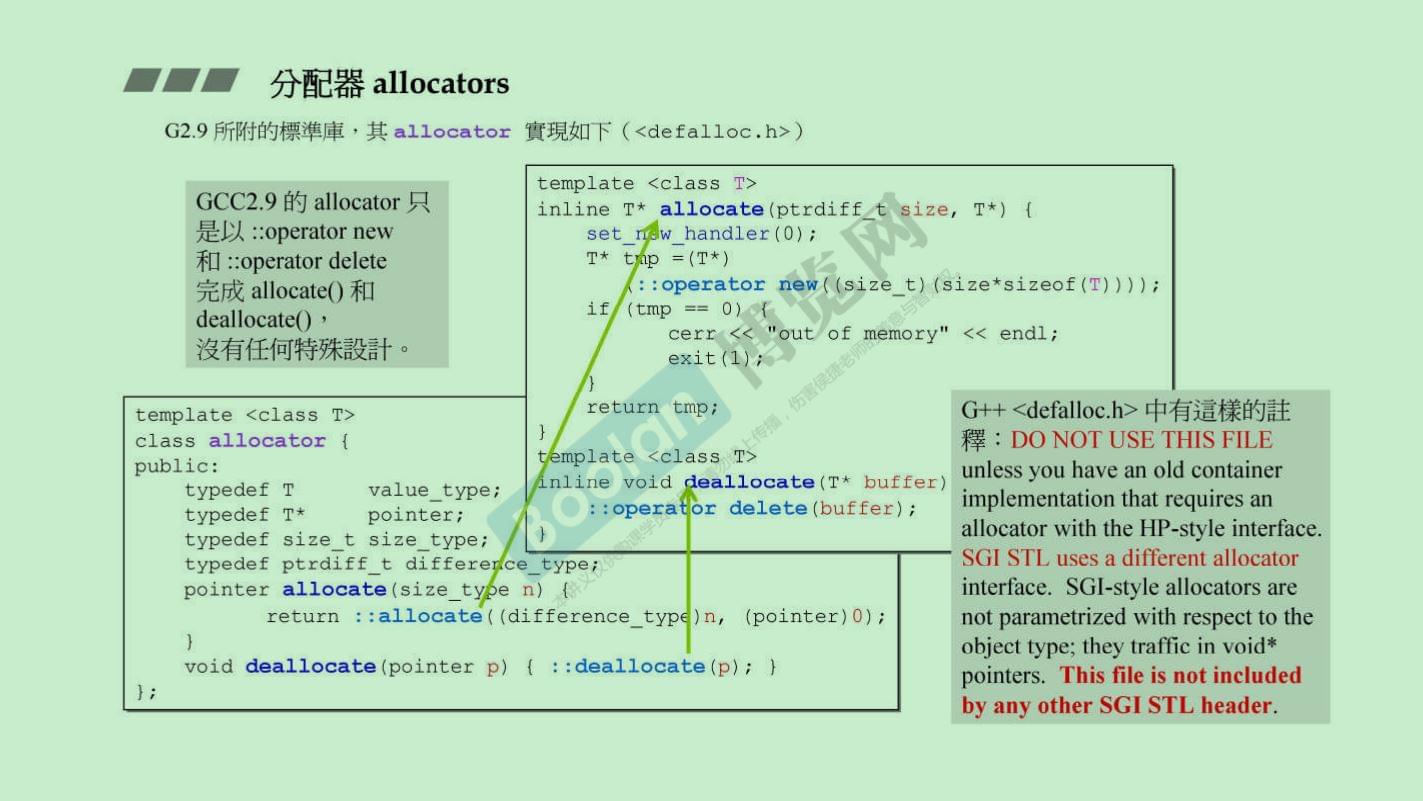 分配器 allocators
G2.9 所附的標準庫，其 allocator 實現如下（<defalloc.h>）
GCC2.9 的 allocator 只
是以 ::operator new
和 ::operator delete
完成 allocate() 和
deallocate()，
沒有任何特殊設計。
template <class T>
inline T* allocate(ptrdiff_t size, T*) {
set_new_handler(0);
T* tmp =(T*)
(::operator new((size_t)(size*sizeof(T))));
if (tmp == 0) {
cerr << "out of memory" << endl;
exit(1);
}
return tmp;
}
template <class T>
inline void deallocate(T* buffer)
::operator delete(buffer);
}
template <class T>
class allocator {
public:
typedef T value_type;
typedef T* pointer;
typedef size_t size_type;
typedef ptrdiff_t difference_type;
pointer allocate(size_type n) {
return ::allocate((difference_type)n, (pointer)0);
}
void deallocate(pointer p) { ::deallocate(p); }
};
G++ <defalloc.h> 中有這樣的註
釋：DO NOT USE THIS FILE
unless you have an old container
implementation that requires an
allocator with the HP-style interface.
SGI STL uses a different allocator
interface. SGI-style allocators are
not parametrized with respect to the
object type; they traffic in void*
pointers. This file is not included
by any other SGI STL header.
Boolan 博览网